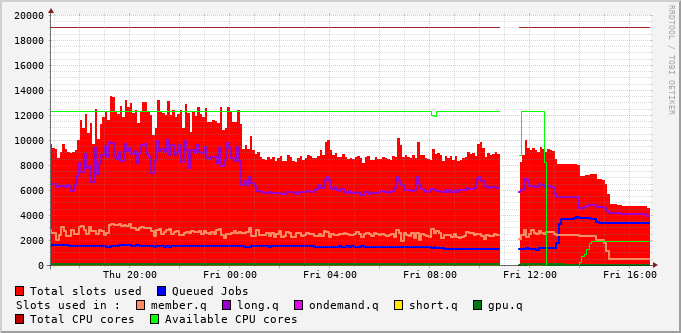 20000
18000
16000
14000
12000
10000
8000
6000
4000
2000
0
Thu 20:00 Fri 00:00 Fri 04:00 Fri 08:00 Fri 12:00 Fri 16:00
RRDTOOL / TOBI OETIKER
Total slots used Queued Jobs
Slots used in : member.q long.q ondemand.q short.q gpu.q
Total CPU cores Available CPU cores